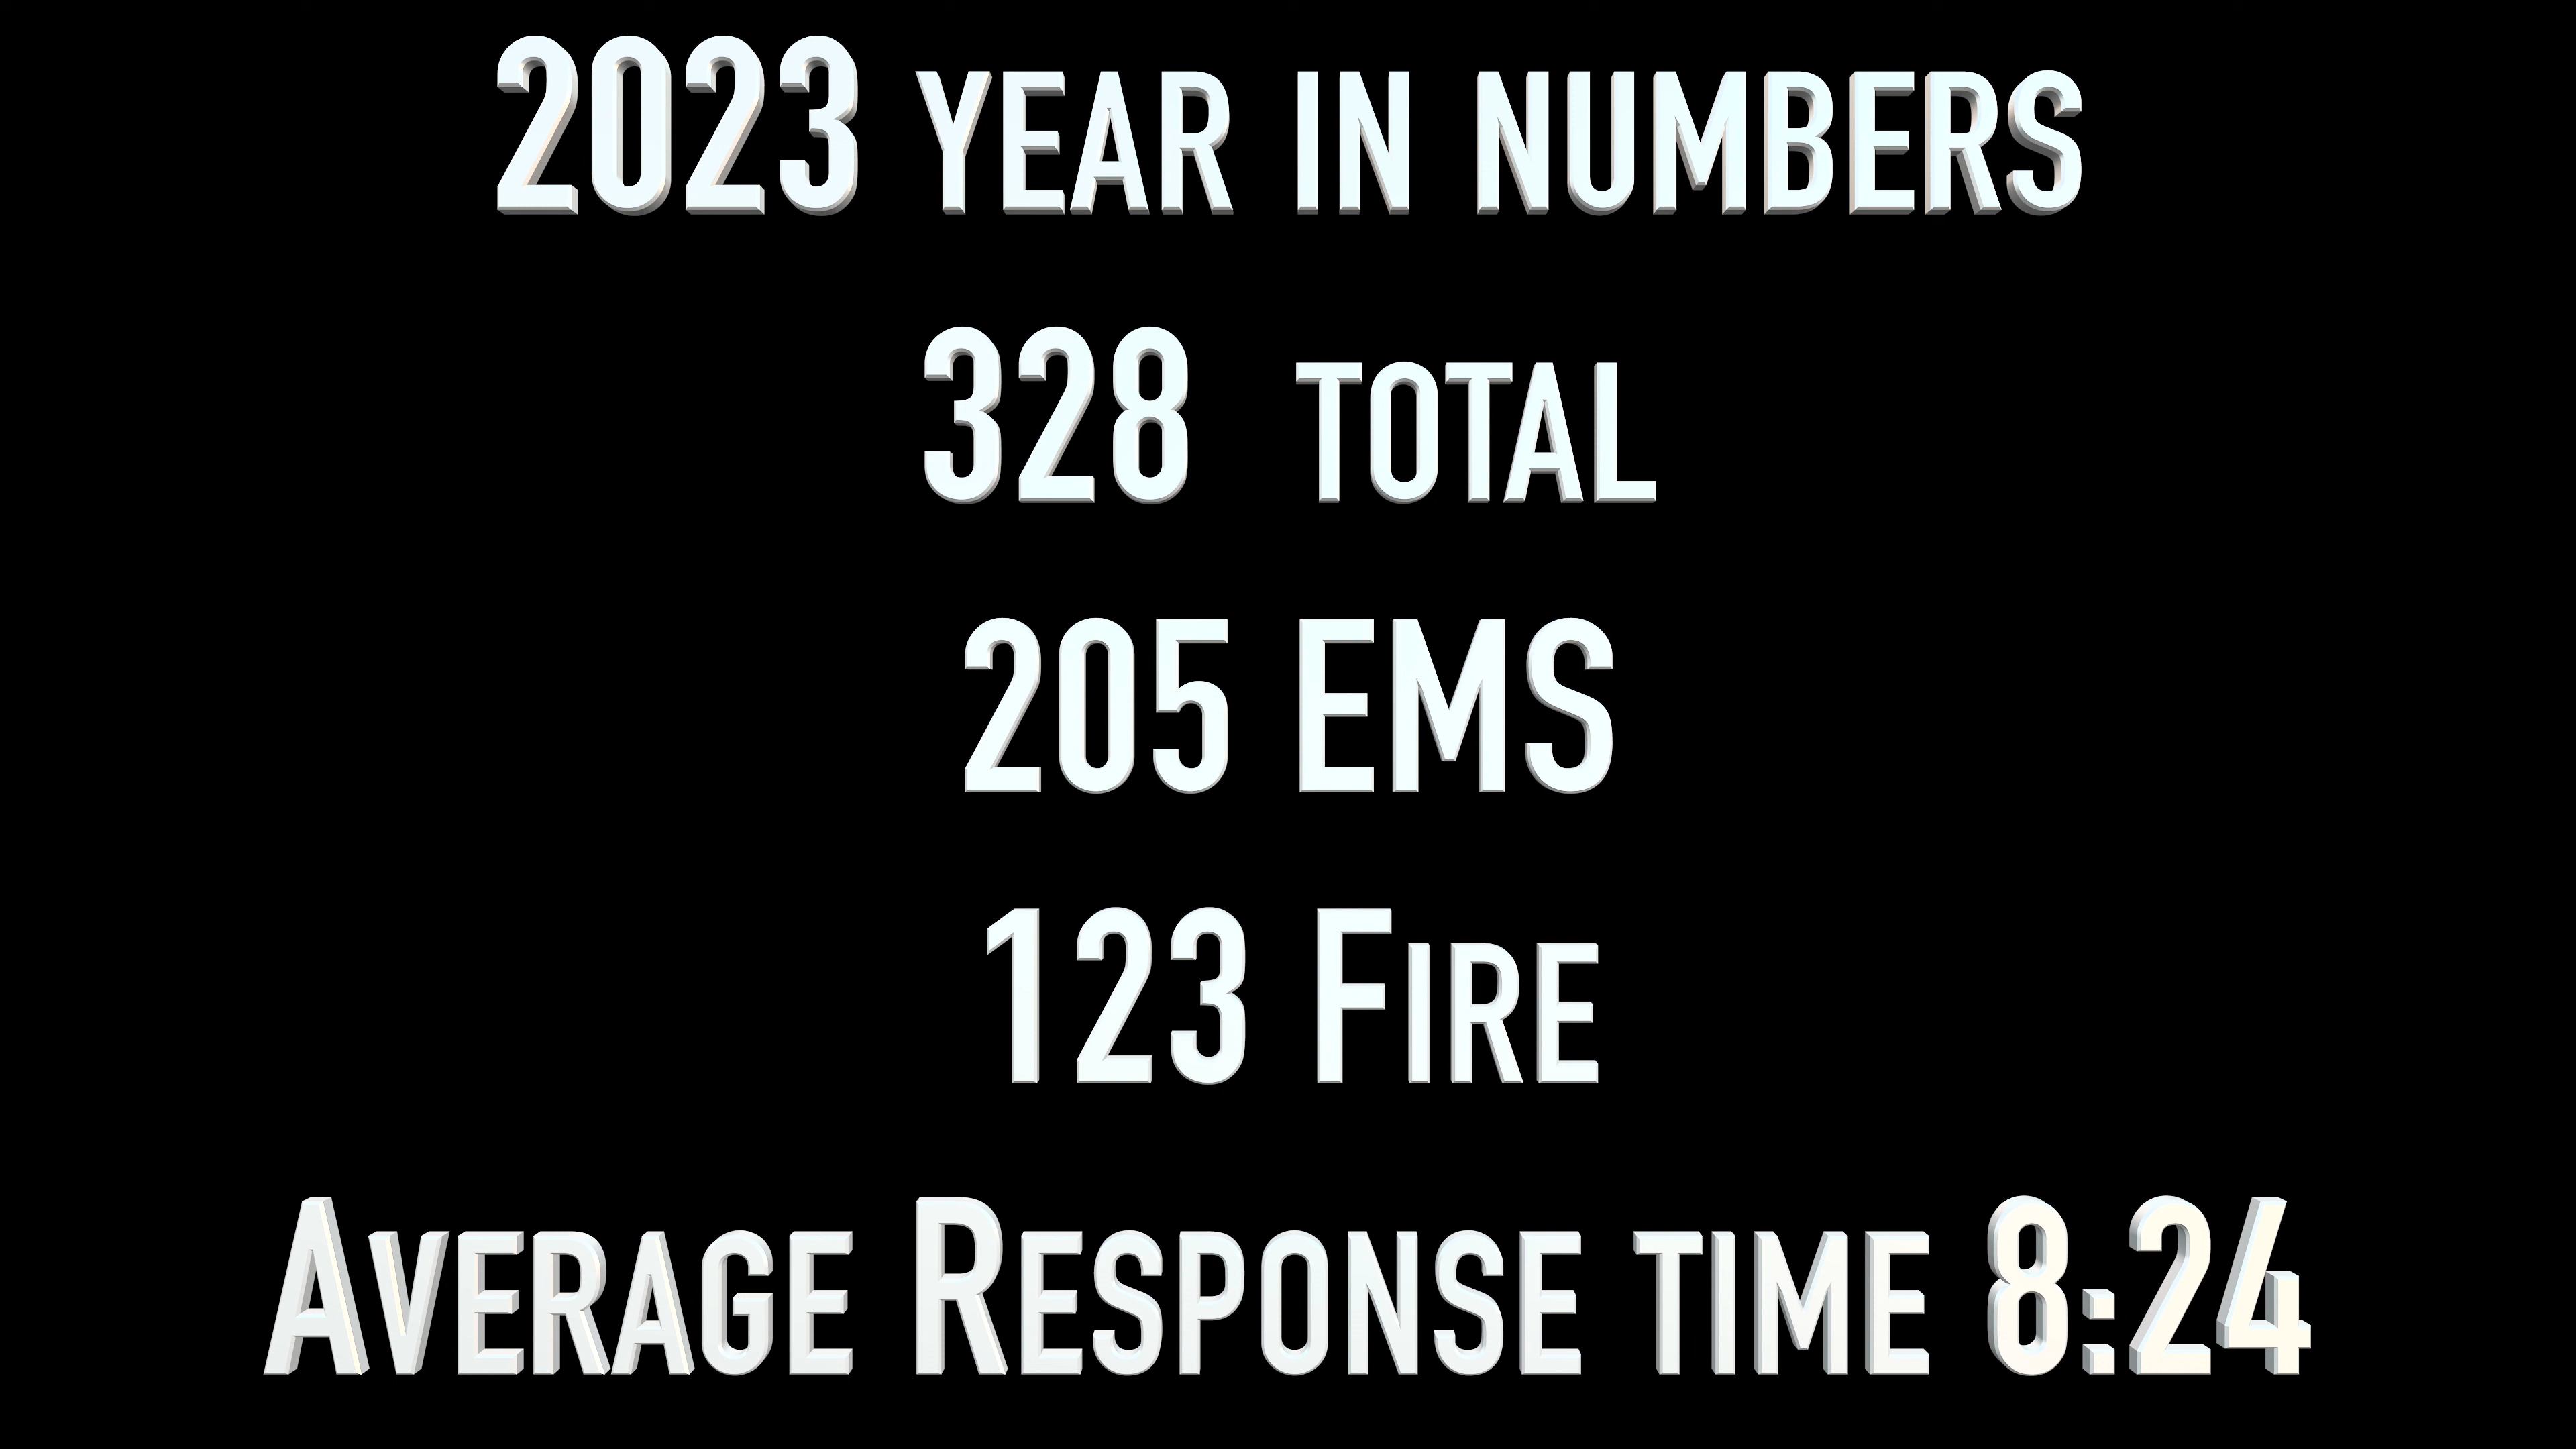 2023 YEAR IN NUMBERS
328 TOTAL
205 EMS
123 FIRE
AVERAGE RESPONSE TIME 8:24